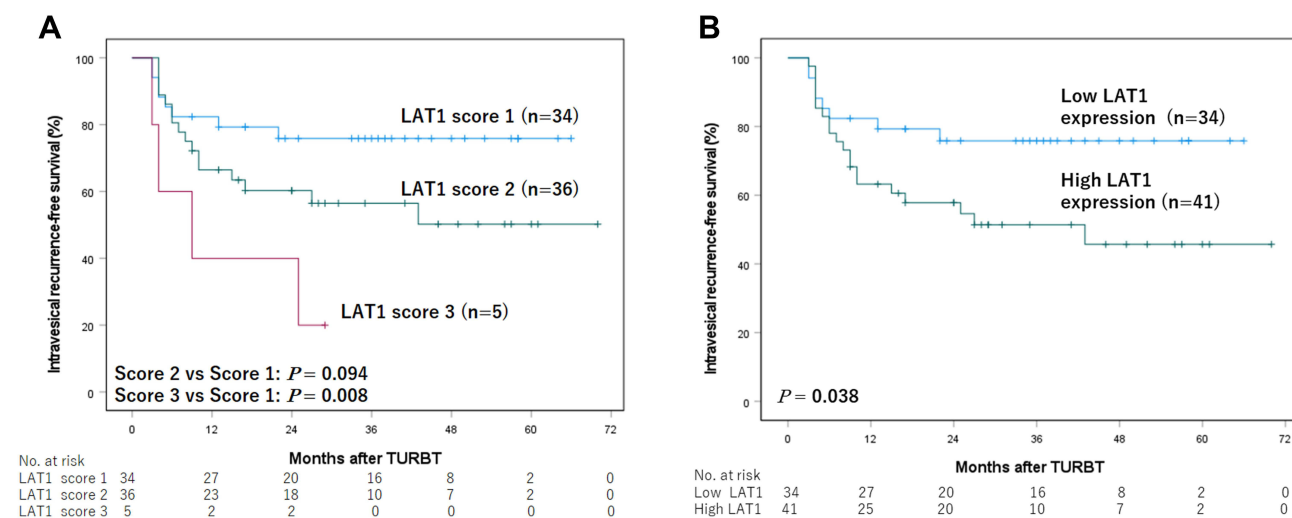 A
Intravesical recurrence-free survival (%)
100
80
60
40
20
0
LAT1 score 1 (n=34)
LAT1 score 2 (n=36)
LAT1 score 3 (n=5)
Score 2 vs Score 1: P = 0.094
Score 3 vs Score 1: P = 0.008
0 12 24 36 48 60 72
Months after TURBT
No. at risk
LAT1 score 1 34 27 20 16 8 2 0
LAT1 score 2 36 23 18 10 7 2 0
LAT1 score 3 5 2 2 0 0 0 0
B
Intravesical recurrence-free survival (%)
100
80
60
40
20
0
Low LAT1
expression (n=34)
High LAT1
expression (n=41)
P = 0.038
0 12 24 36 48 60 72
Months after TURBT
No. at risk
Low LAT1 34 27 20 16 8 2 0
High LAT1 41 25 20 10 7 2 0